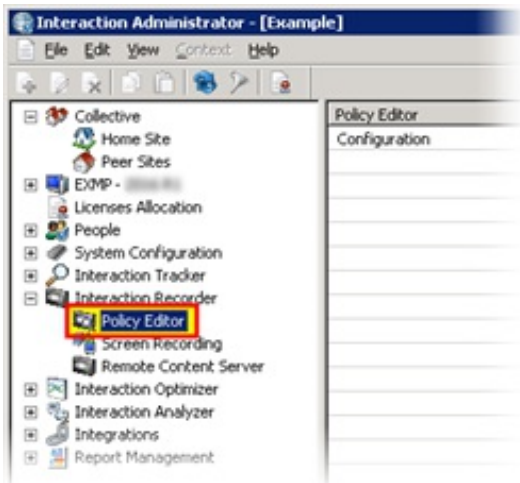 Interaction Administrator - [Example]
File Edit View Context Help
Collective
Home Site
Peer Sites
EXMP -
Licenses Allocation
People
System Configuration
Interaction Tracker
Interaction Recorder
Policy Editor
Screen Recording
Remote Content Server
Interaction Optimizer
Interaction Analyzer
Integrations
Report Management
Policy Editor
Configuration